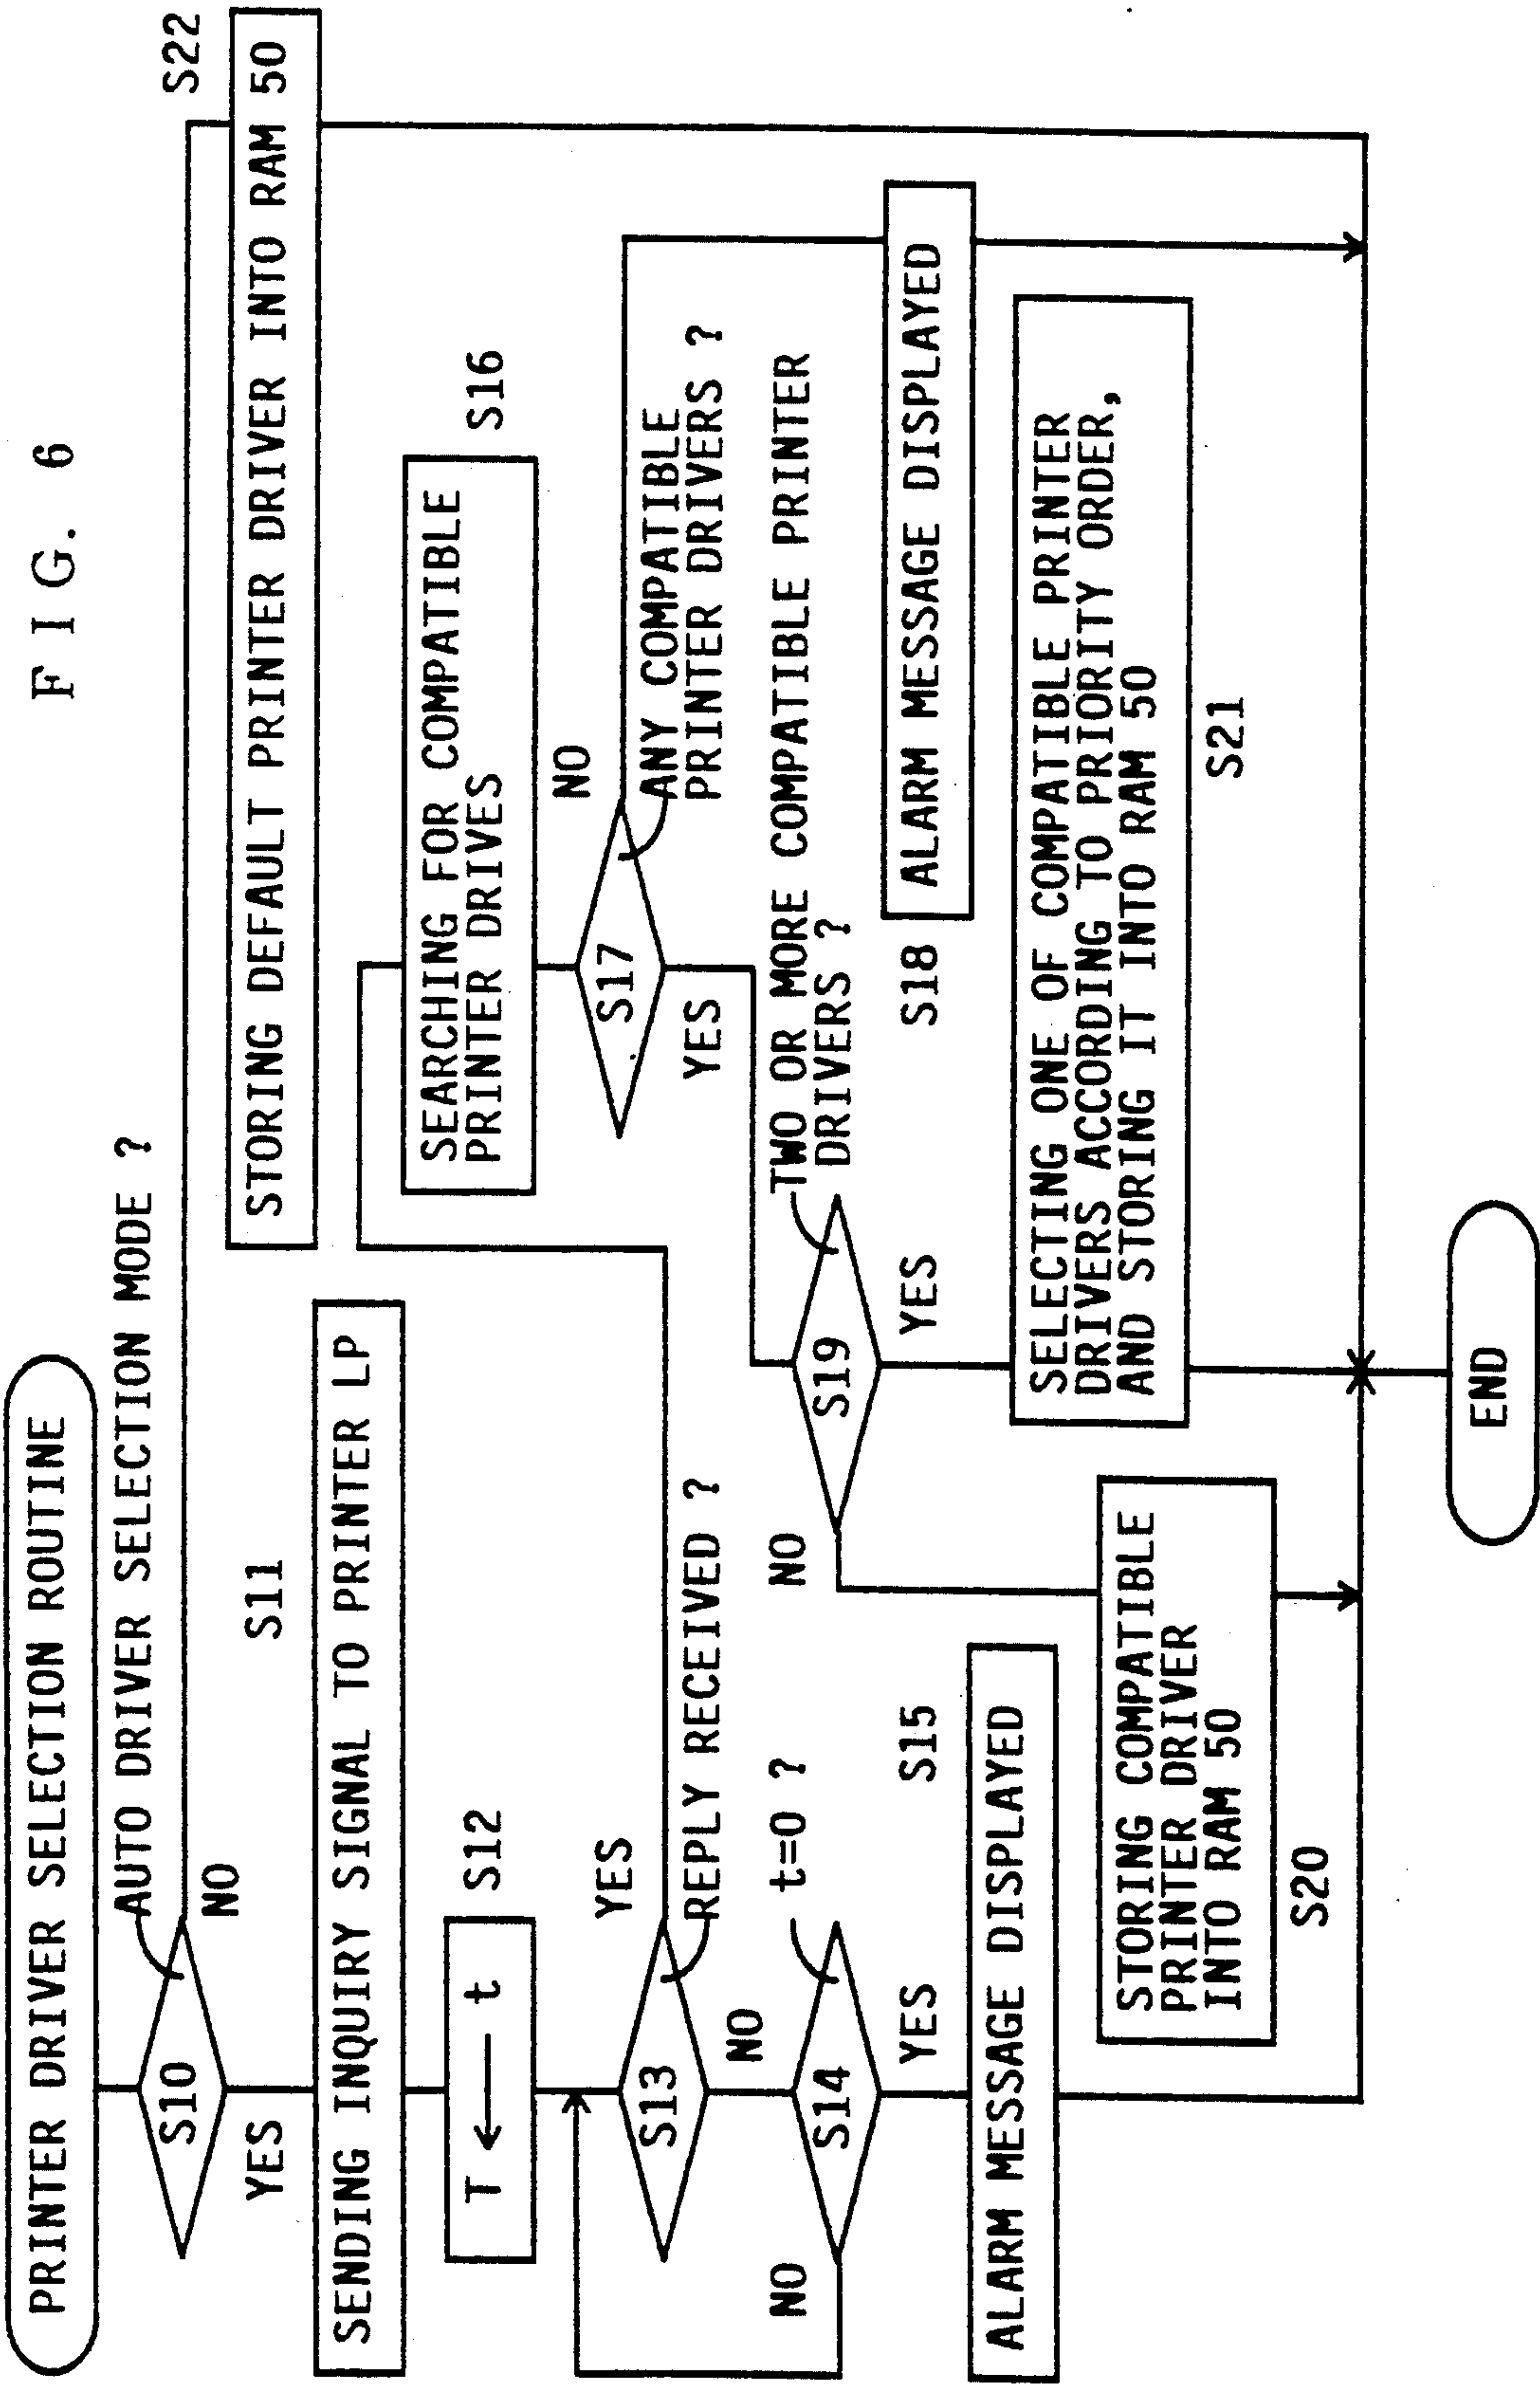 F I G. 6
PRINTER DRIVER SELECTION ROUTINE
AUTO DRIVER SELECTION MODE ?
S10
NO
YES
S22
STORING DEFAULT PRINTER DRIVER INTO RAM 50
S11
SENDING INQUIRY SIGNAL TO PRINTER LP
S12
T ← t
YES
S13
REPLY RECEIVED ?
NO
t=0 ?
S14
NO
YES
S15
ALARM MESSAGE DISPLAYED
S16
SEARCHING FOR COMPATIBLE
PRINTER DRIVES
NO
S17
ANY COMPATIBLE
PRINTER DRIVERS ?
YES
TWO OR MORE COMPATIBLE PRINTER
DRIVERS ?
S18
ALARM MESSAGE DISPLAYED
S19
NO
YES
STORING COMPATIBLE
PRINTER DRIVER
INTO RAM 50
S20
SELECTING ONE OF COMPATIBLE PRINTER
DRIVERS ACCORDING TO PRIORITY ORDER,
AND STORING IT INTO RAM 50
S21
END